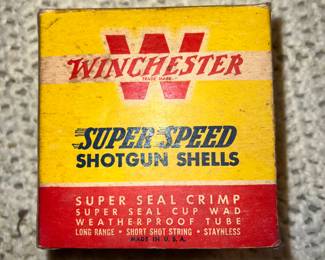 W
WINCHESTER
TRADE MARK
SUPER SPEED
SHOTGUN SHELLS
SUPER SEAL CRIMP
SUPER SEAL CUP WAD
WEATHERPROOF TUBE
LONG RANGE • SHORT SHOT STRING • STAYNLESS
MADE IN U.S.A.